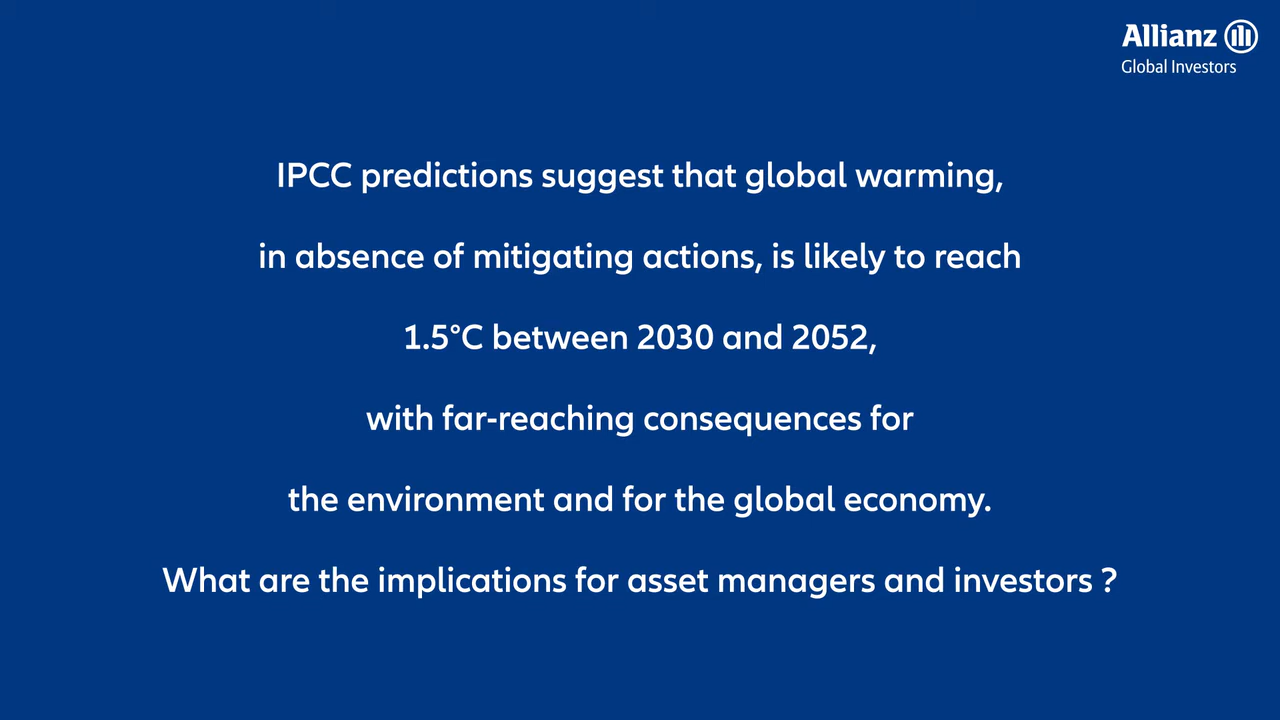 Allianz
Global Investors
IPCC predictions suggest that global warming,
in absence of mitigating actions, is likely to reach
1.5°C between 2030 and 2052,
with far-reaching consequences for
the environment and for the global economy.
What are the implications for asset managers and investors ?